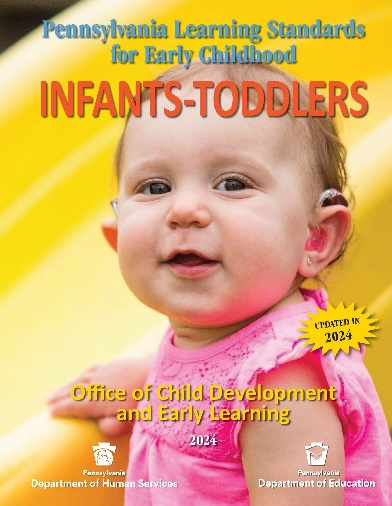 Pennsylvania Learning Standards
for Early Childhood
INFANTS-TODDLERS
UPDATED IN
2024
Office of Child Development
and Early Learning
2024
Pennsylvania
Department of Human Services
Pennsylvania
Department of Education